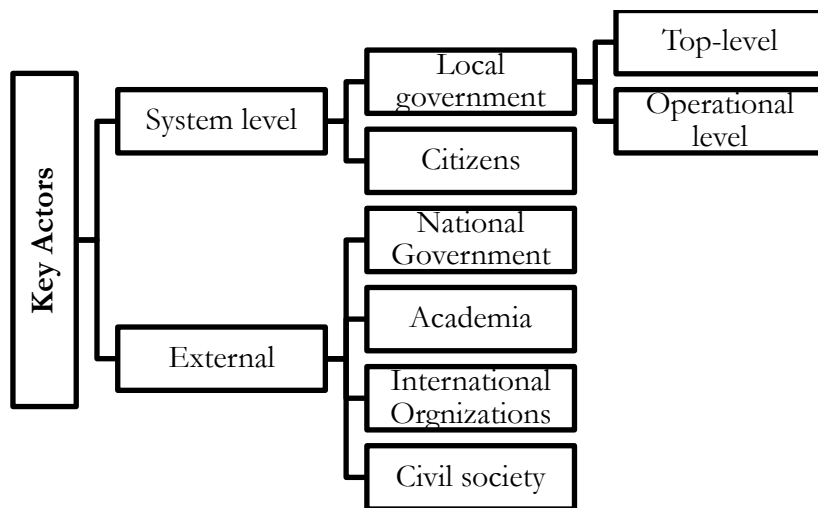 Key Actors
System level
Local
government
Top-level
Operational
level
Citizens
External
National
Government
Academia
International
Orgnizations
Civil society